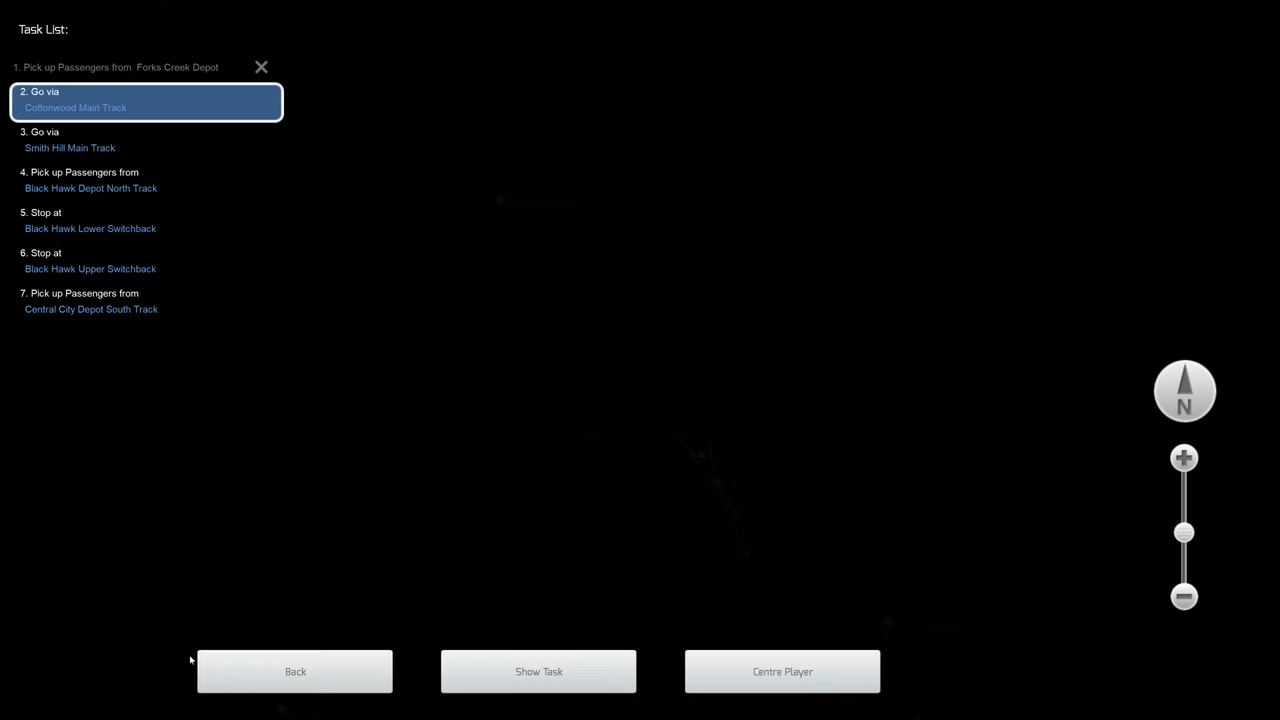 Task List:
1. Pick up Passengers from Forks Creek Depot
2. Go via
Cottonwood Main Track
3. Go via
Smith Hill Main Track
4. Pick up Passengers from
Black Hawk Depot North Track
5. Stop at
Black Hawk Lower Switchback
6. Stop at
Black Hawk Upper Switchback
7. Pick up Passengers from
Central City Depot South Track
N
Back
Show Task
Centre Player